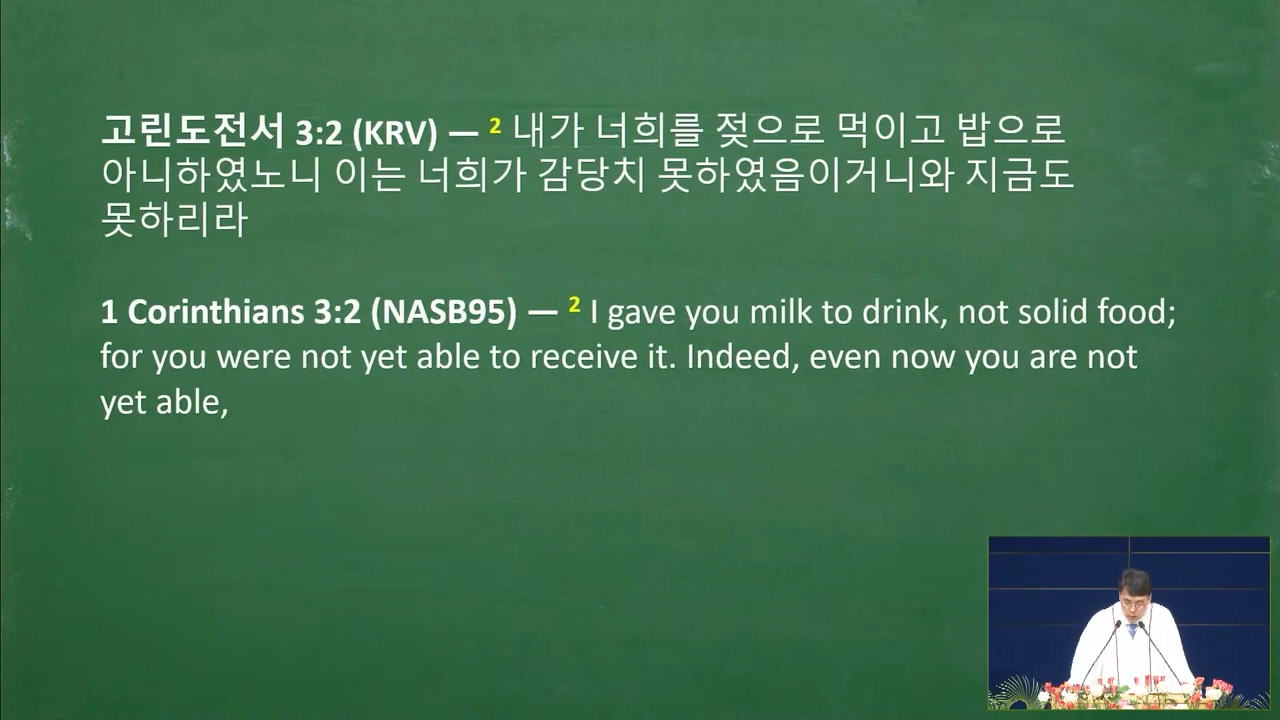 고린도전서 3:2 (KRV) — 2 내가 너희를 젖으로 먹이고 밥으로
아니하였노니 이는 너희가 감당치 못하였음이거니와 지금도
못하리라
1 Corinthians 3:2 (NASB95) — 2 I gave you milk to drink, not solid food;
for you were not yet able to receive it. Indeed, even now you are not
yet able,